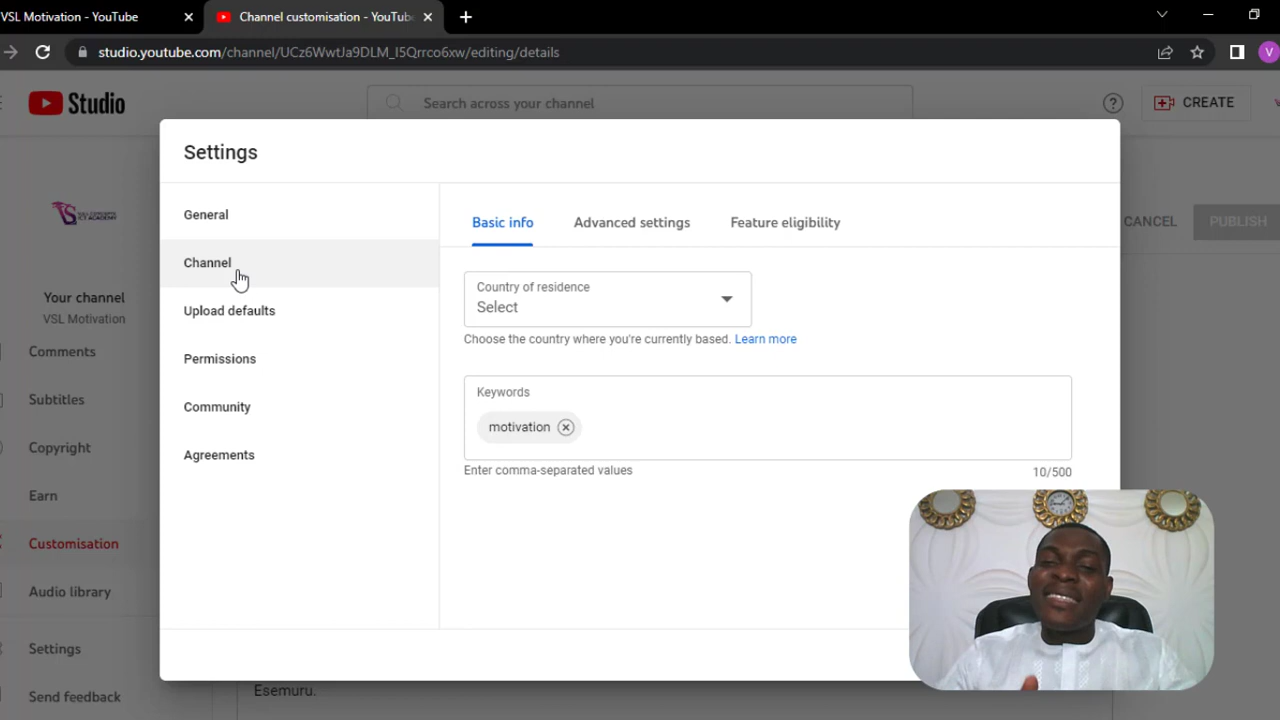 VSL Motivation - YouTube
Channel customisation - YouTube
studio.youtube.com/channel/UCz6WwtJa9DLM_I5Qrrco6xw/editing/details
V
Studio
Search across your channel
CREATE
Settings
General
Channel
Upload defaults
Permissions
Community
Agreements
Basic info
Advanced settings
Feature eligibility
Country of residence
Select
Choose the country where you're currently based. Learn more
Keywords
motivation
Enter comma-separated values
10/500
CANCEL
PUBLISH
Your channel
VSL Motivation
Comments
Subtitles
Copyright
Earn
Customisation
Audio library
Settings
Send feedback
Esemuru.